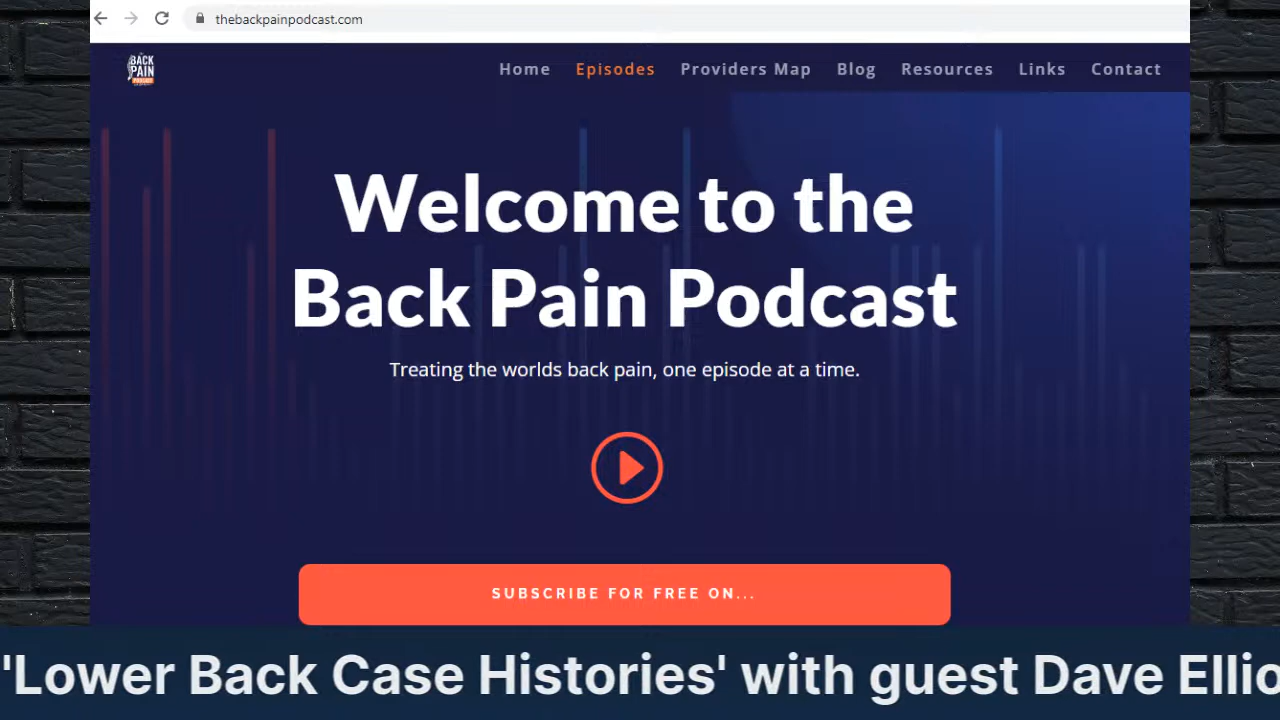 thebackpainpodcast.com
BACK
PAIN
PODCAST
Home Episodes Providers Map Blog Resources Links Contact
Welcome to the
Back Pain Podcast
Treating the worlds back pain, one episode at a time.
SUBSCRIBE FOR FREE ON...
'Lower Back Case Histories' with guest Dave Ellio